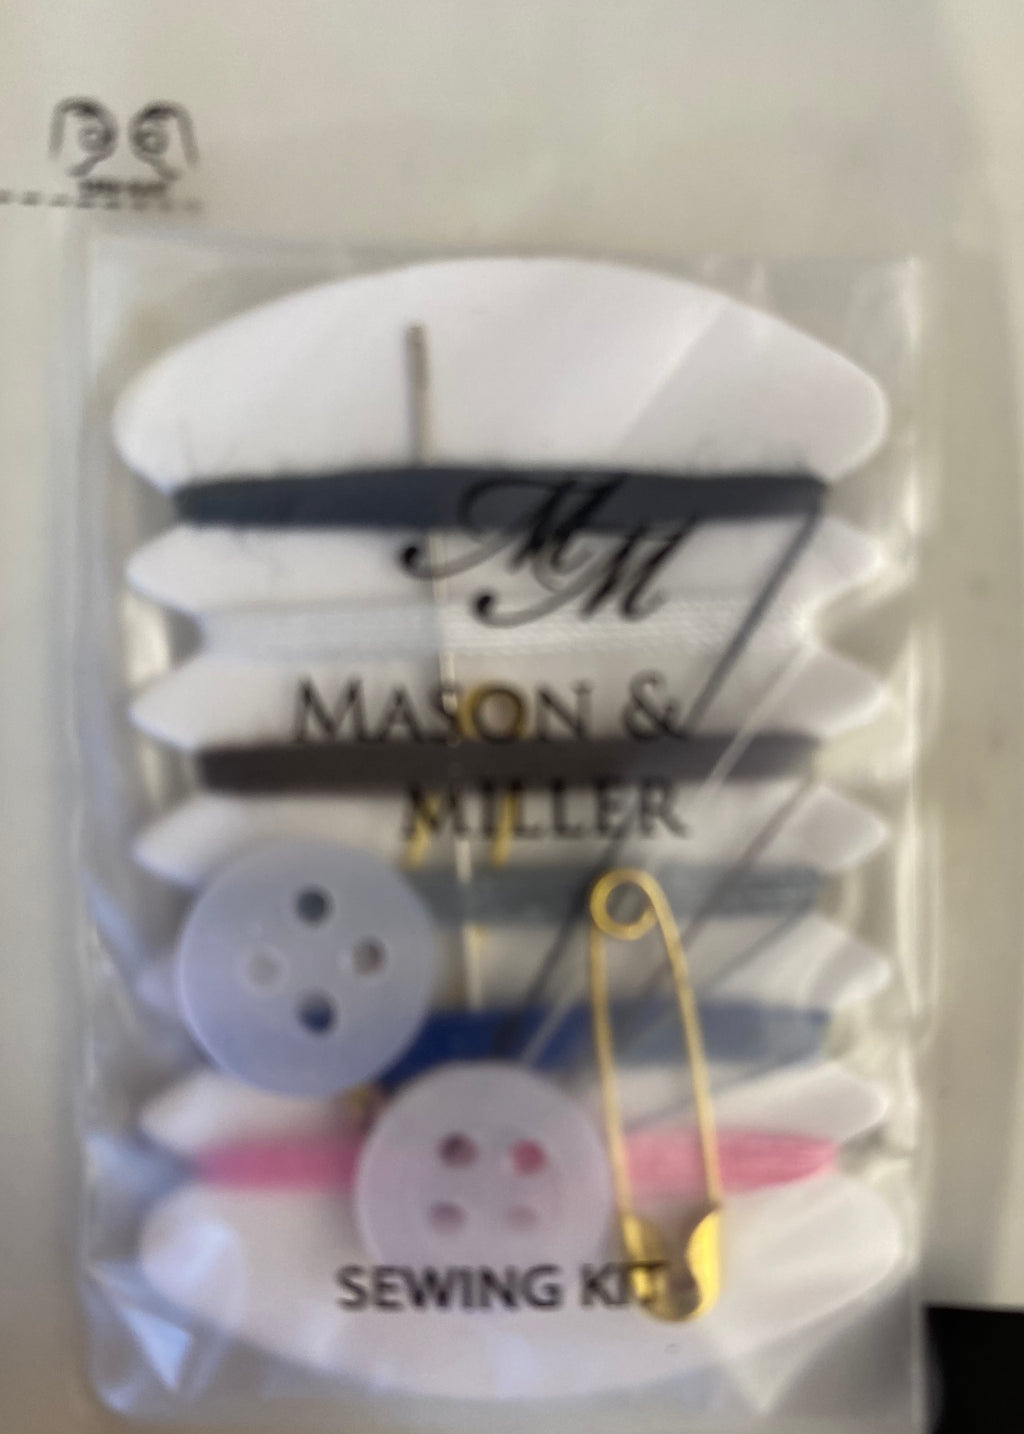 MM
MASON &
MILLER
SEWING KIT